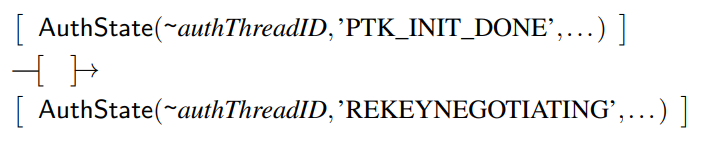 [ AuthState(~authThreadID, ’PTK_INIT_DONE’,...) ]
—[ ]→
[ AuthState(~authThreadID, ’REKEYNEGOTIATING’,...) ]